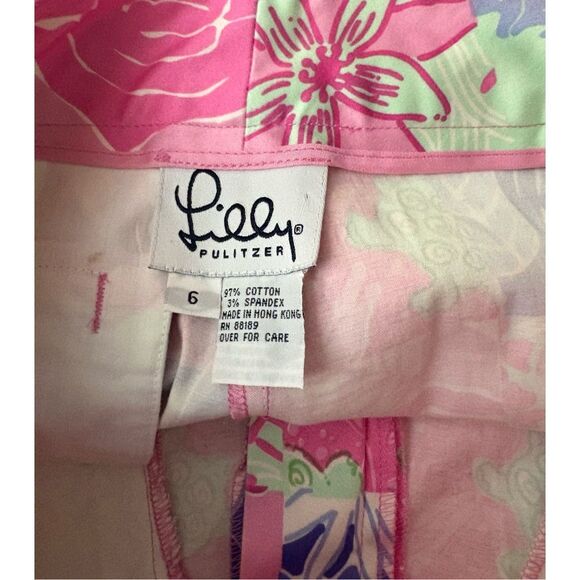 Lilly®
PULITZER
6
97% COTTON
3% SPANDEX
MADE IN HONG KONG
RN 88189
OVER FOR CARE